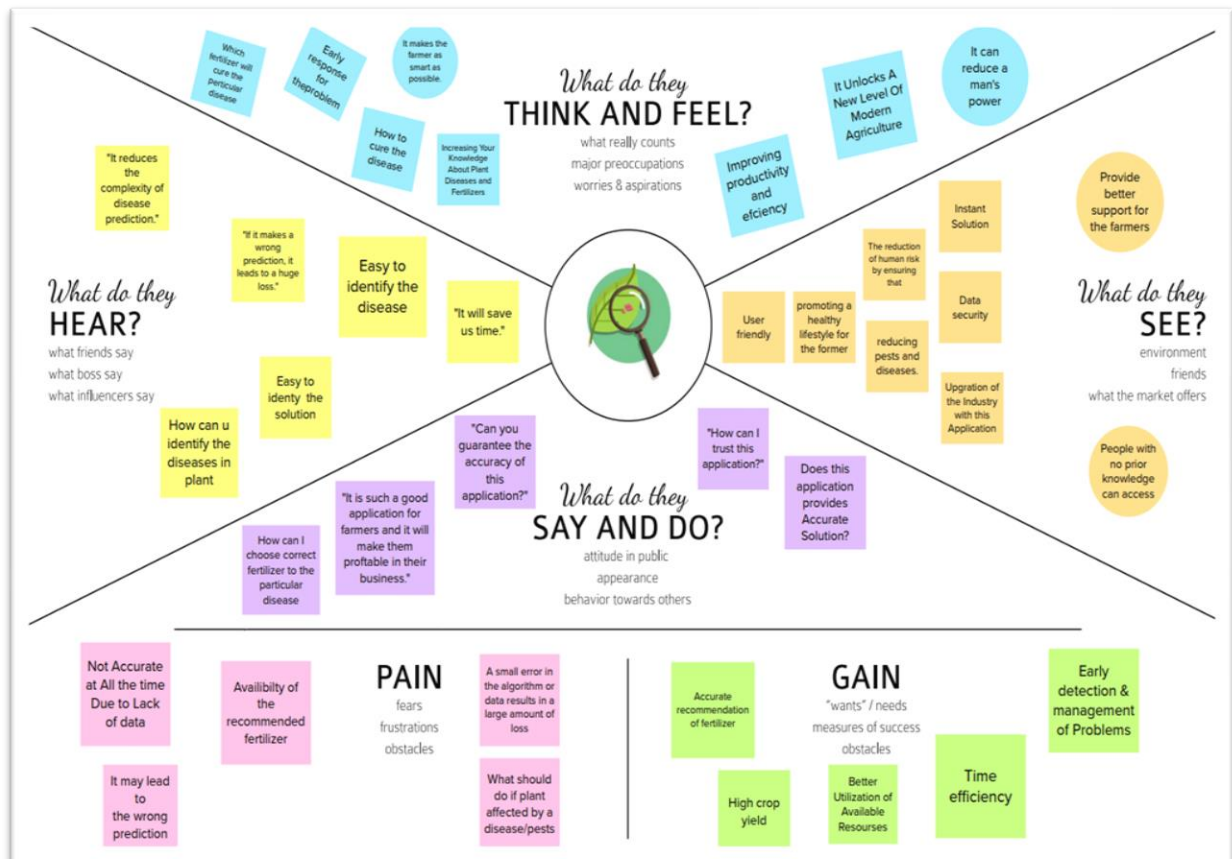 Which
fertilizer will
cure the
perticular
disease
Early
response
for
theproblem
It makes the
farmer as
smart as
possible.
How to
cure the
disease
Increasing Your
Knowledge
About Plant
Diseases and
Fertilizers
What do they
THINK AND FEEL?
what really counts
major preoccupations
worries & aspirations
Improving
productivity
and
efciency
It Unlocks A
New Level Of
Modern
Agriculture
It can
reduce a
man's
power
"It reduces
the
complexity of
disease
prediction."
"If it makes a
wrong
prediction, it
leads to a huge
loss."
Easy to
identify the
disease
"It will save
us time."
What do they
HEAR?
what friends say
what boss say
what influencers say
Easy to
identy the
solution
How can u
identify the
diseases in
plant
Provide
better
support for
the farmers
Instant
Solution
The reduction
of human risk
by ensuring
that
Data
security
User
friendly
promoting a
healthy
lifestyle for
the former
reducing
pests and
diseases.
Upgration of
the Industry
with this
Application
What do they
SEE?
environment
friends
what the market offers
People with
no prior
knowledge
can access
"Can you
guarantee the
accuracy of
this
application?"
"How can I
trust this
application?"
Does this
application
provides
Accurate
Solution?
What do they
SAY AND DO?
attitude in public
appearance
behavior towards others
"It is such a good
application for
farmers and it will
make them
proftable in their
business."
How can I
choose correct
fertilizer to the
particular
disease
Not Accurate
at All the time
Due to Lack
of data
Availibilty of
the
recommended
fertilizer
PAIN
fears
frustrations
obstacles
A small error in
the algorithm or
data results in a
large amount of
loss
It may lead
to
the wrong
prediction
What should
do if plant
affected by a
disease/pests
Accurate
recommendation
of fertilizer
GAIN
"wants" / needs
measures of success
obstacles
Early
detection &
management
of Problems
High crop
yield
Better
Utilization of
Available
Resourses
Time
efficiency